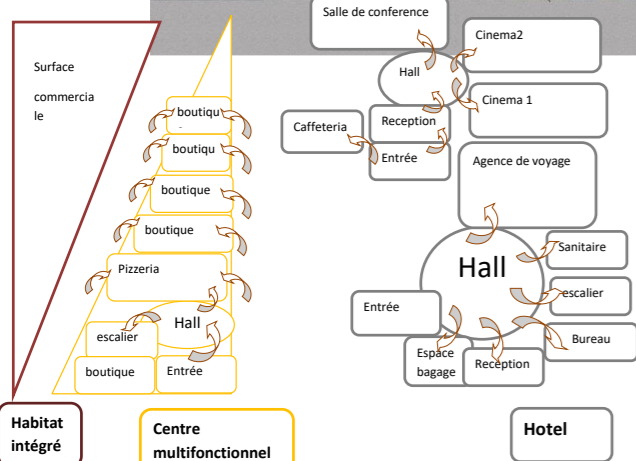 Surface
commercia
le
boutiqu
boutiqu
boutique
boutique
Pizzeria
Hall
escalier
boutique
Entrée
Habitat
intégré
Centre
multifonctionnel
Salle de conference
Cinema2
Hall
Cinema 1
Reception
Caffeteria
Entrée
Agence de voyage
Hall
Sanitaire
escalier
Entrée
Bureau
Espace
bagage
Reception
Hotel